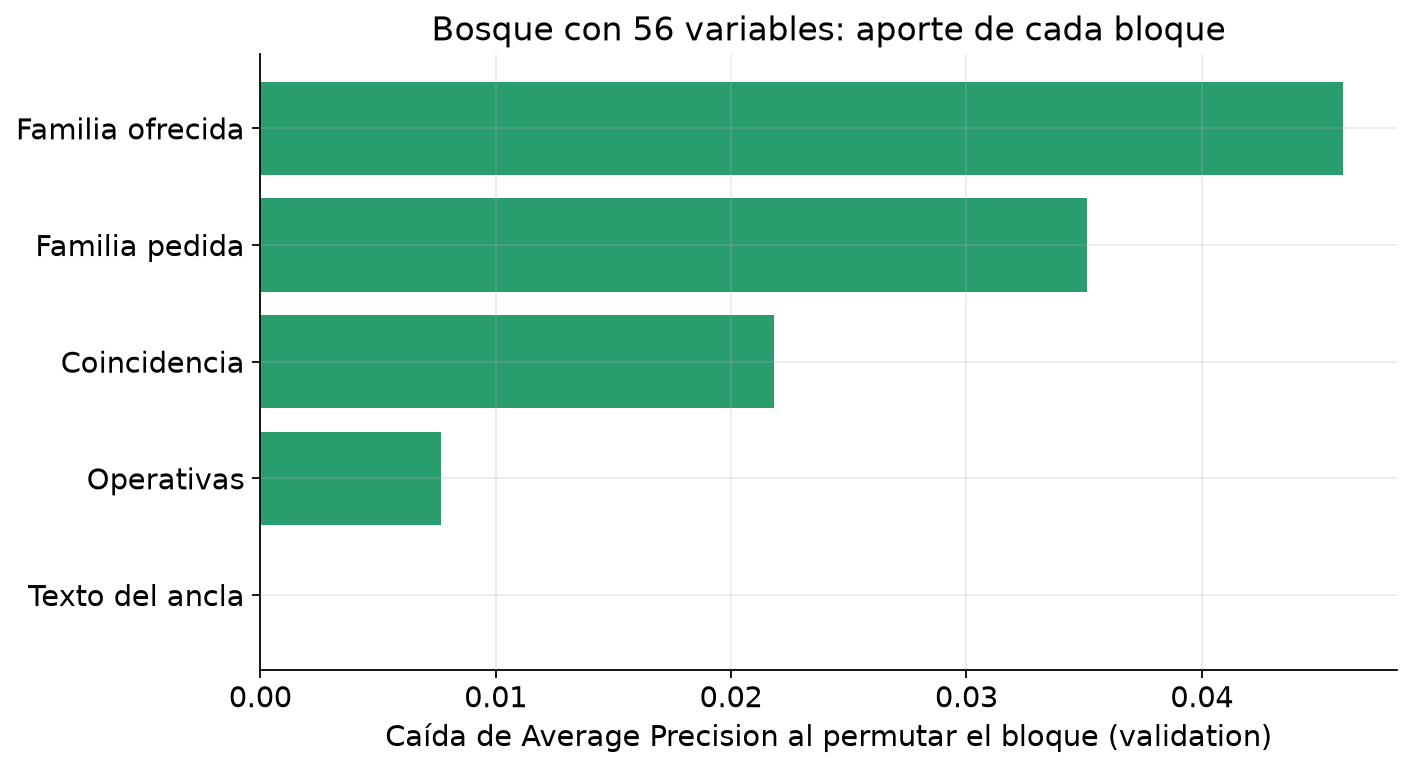 Bosque con 56 variables: aporte de cada bloque
Familia ofrecida
Familia pedida
Coincidencia
Operativas
Texto del ancla
0.00 0.01 0.02 0.03 0.04
Caída de Average Precision al permutar el bloque (validation)